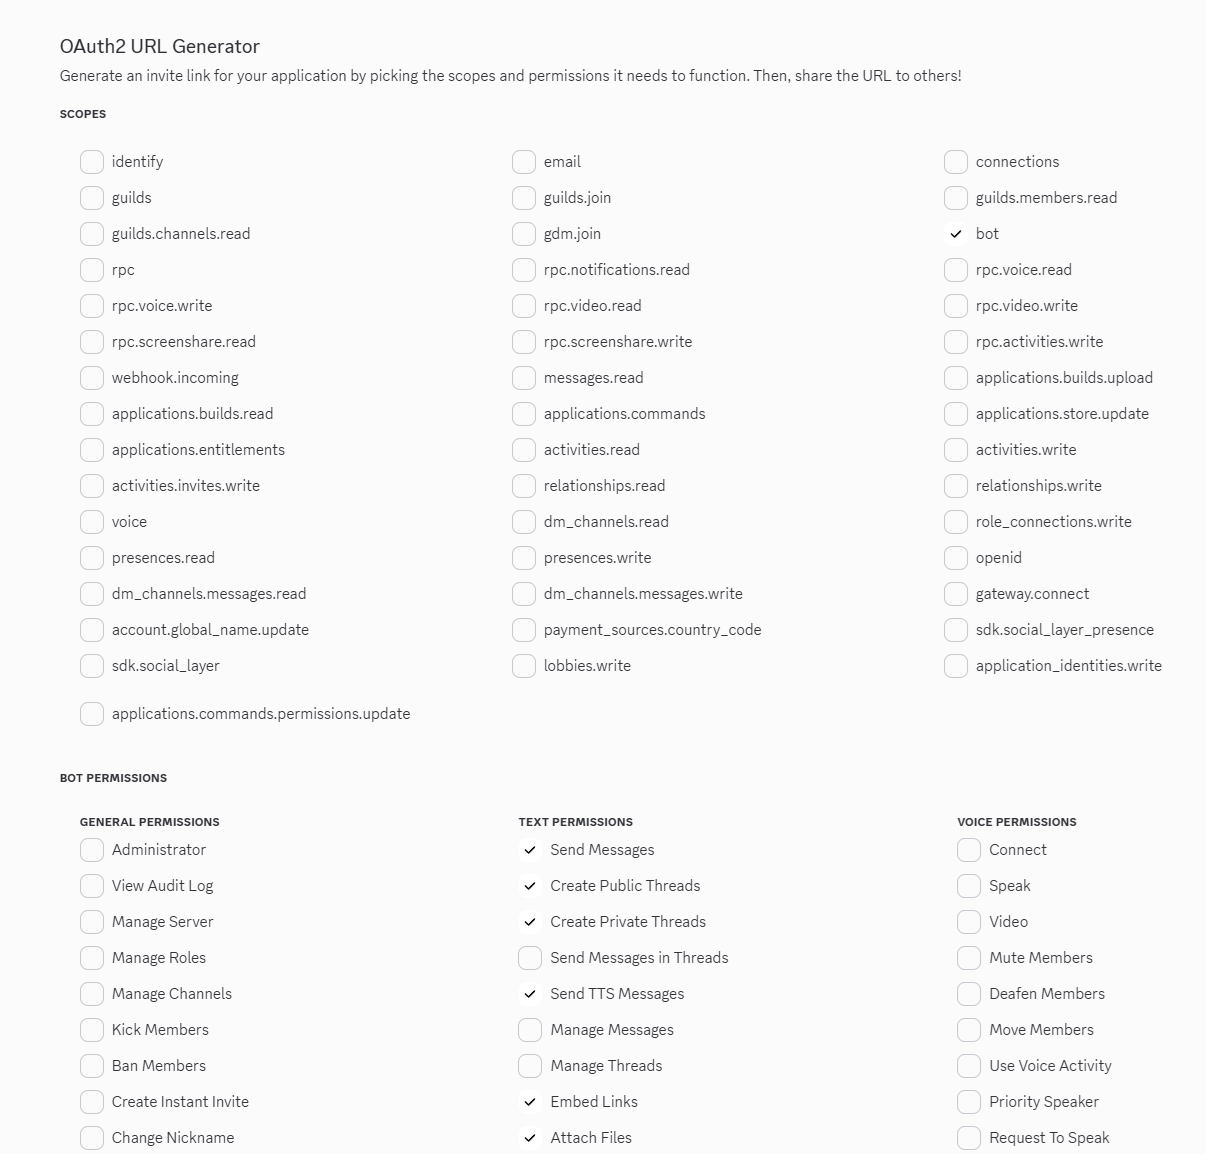 OAuth2 URL Generator
Generate an invite link for your application by picking the scopes and permissions it needs to function. Then, share the URL to others!
SCOPES
identify email connections
guilds guilds.join guilds.members.read
guilds.channels.read gdm.join bot
rpc rpc.notifications.read rpc.voice.read
rpc.voice.write rpc.video.read rpc.video.write
rpc.screenshare.read rpc.screenshare.write rpc.activities.write
webhook.incoming messages.read applications.builds.upload
applications.builds.read applications.commands applications.store.update
applications.entitlements activities.read activities.write
activities.invites.write relationships.read relationships.write
voice dm_channels.read role_connections.write
presences.read presences.write openid
dm_channels.messages.read dm_channels.messages.write gateway.connect
account.global_name.update payment_sources.country_code sdk.social_layer_presence
sdk.social_layer lobbies.write application_identities.write
applications.commands.permissions.update
BOT PERMISSIONS
GENERAL PERMISSIONS TEXT PERMISSIONS VOICE PERMISSIONS
Administrator Send Messages Connect
View Audit Log Create Public Threads Speak
Manage Server Create Private Threads Video
Manage Roles Send Messages in Threads Mute Members
Manage Channels Send TTS Messages Deafen Members
Kick Members Manage Messages Move Members
Ban Members Manage Threads Use Voice Activity
Create Instant Invite Embed Links Priority Speaker
Change Nickname Attach Files Request To Speak